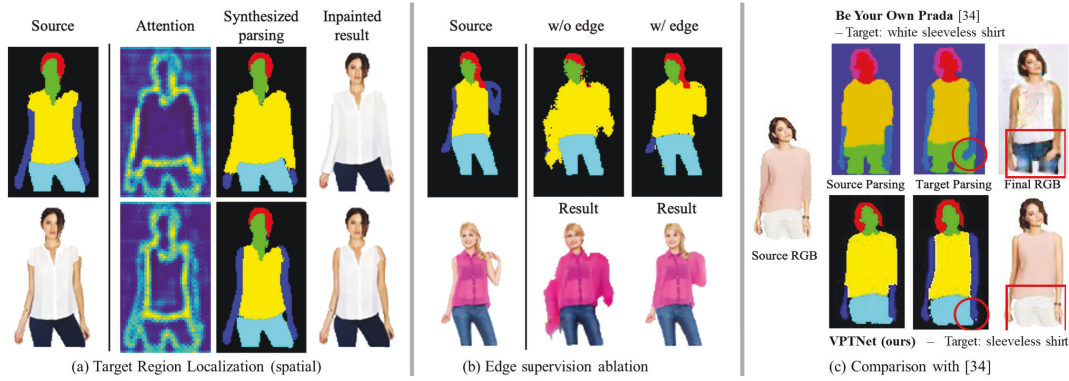 Source
Attention
Synthesized
parsing
Inpainted
result
(a) Target Region Localization (spatial)
Source
w/o edge
w/ edge
Result
Result
(b) Edge supervision ablation
Be Your Own Prada [34]
– Target: white sleeveless shirt
Source Parsing
Target Parsing
Final RGB
Source RGB
VPTNet (ours) – Target: sleeveless shirt
(c) Comparison with [34]